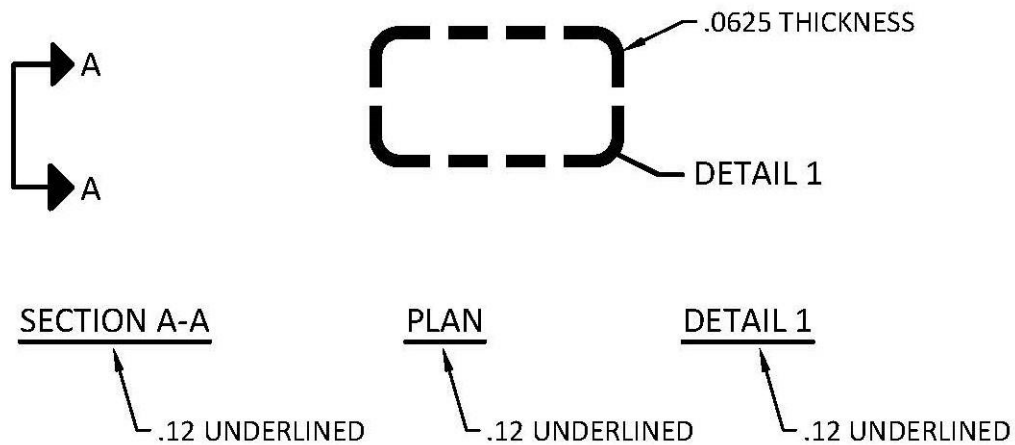 .0625 THICKNESS
A
A
DETAIL 1
SECTION A-A
PLAN
DETAIL 1
.12 UNDERLINED
.12 UNDERLINED
.12 UNDERLINED